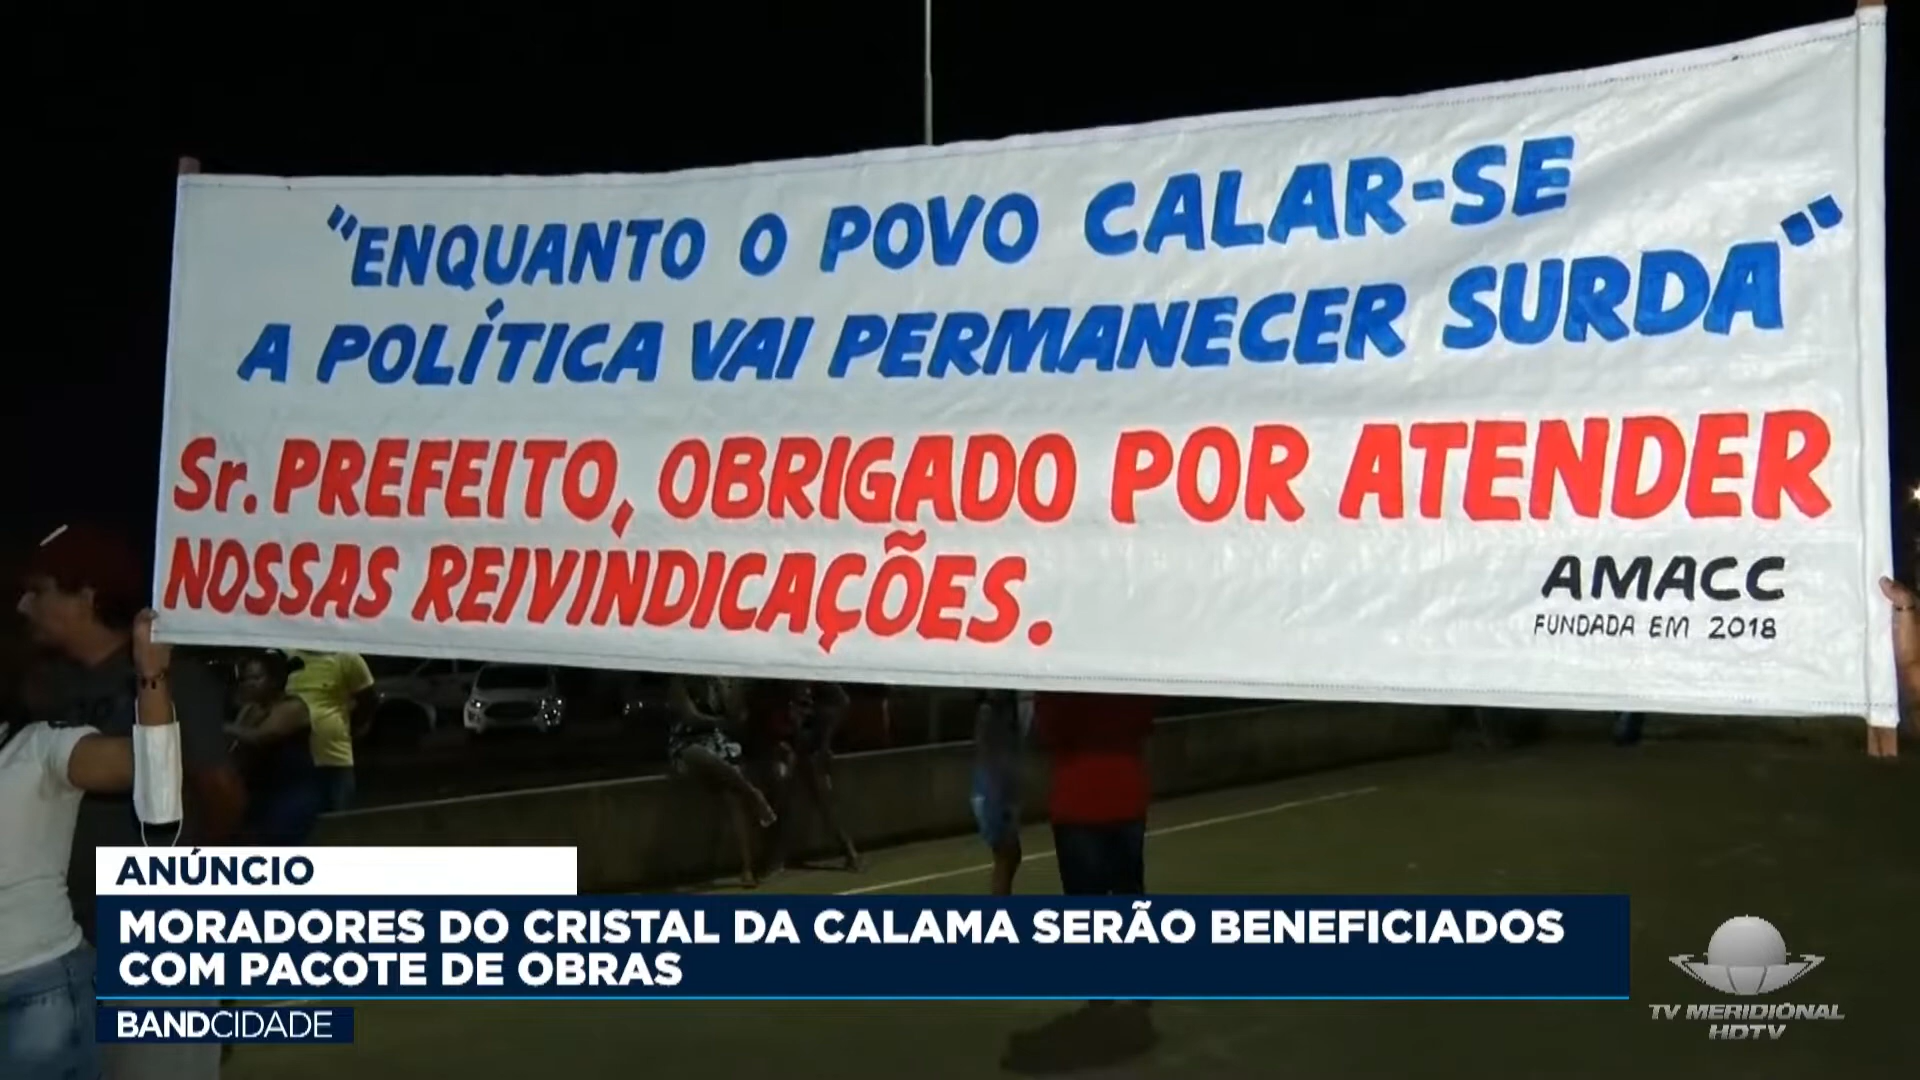 "ENQUANTO O POVO CALAR-SE
A POLÍTICA VAI PERMANECER SURDA"
Sr. PREFEITO, OBRIGADO POR ATENDER
NOSSAS REIVINDICAÇÕES.
AMACC
FUNDADA EM 2018
ANÚNCIO
MORADORES DO CRISTAL DA CALAMA SERÃO BENEFICIADOS
COM PACOTE DE OBRAS
BANDCIDADE
TV MERIDIONAL
HDTV